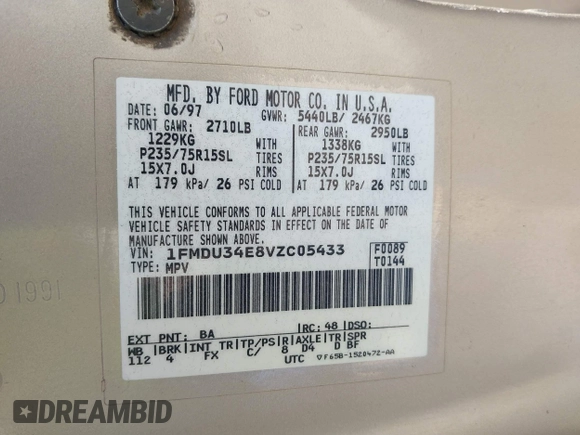 MFD. BY FORD MOTOR CO. IN U.S.A.
DATE: 06/97 GVWR: 5440LB/ 2467KG
FRONT GAWR: 2710LB REAR GAWR: 2950LB
1229KG WITH 1338KG WITH
P235/75R15SL TIRES P235/75R15SL TIRES
15X7.0J RIMS 15X7.0J RIMS
AT 179 kPa/ 26 PSI COLD AT 179 kPa/ 26 PSI COLD
THIS VEHICLE CONFORMS TO ALL APPLICABLE FEDERAL MOTOR
VEHICLE SAFETY STANDARDS IN EFFECT ON THE DATE OF
MANUFACTURE SHOWN ABOVE.
VIN: 1FMDU34E8VZC05433 F0089
TYPE: MPV T0144
EXT PNT: BA RC: 48 DSO:
WB BRK INT TR TP/PS R AXLE TR SPR
112 4 FX C/ 8 D4 D BF
UTC ▽F65B-1520472-AA
DREAMBID